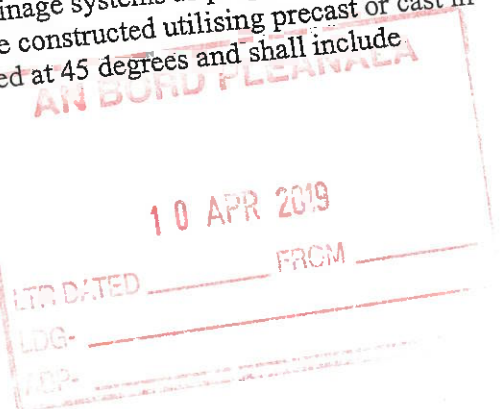 inage systems
e constructed utilising precast or cast in
ed at 45 degrees and shall include
AN BORD PLEANÁLA
10 APR 2019
LTR DATED FROM
LDG-
ABP-